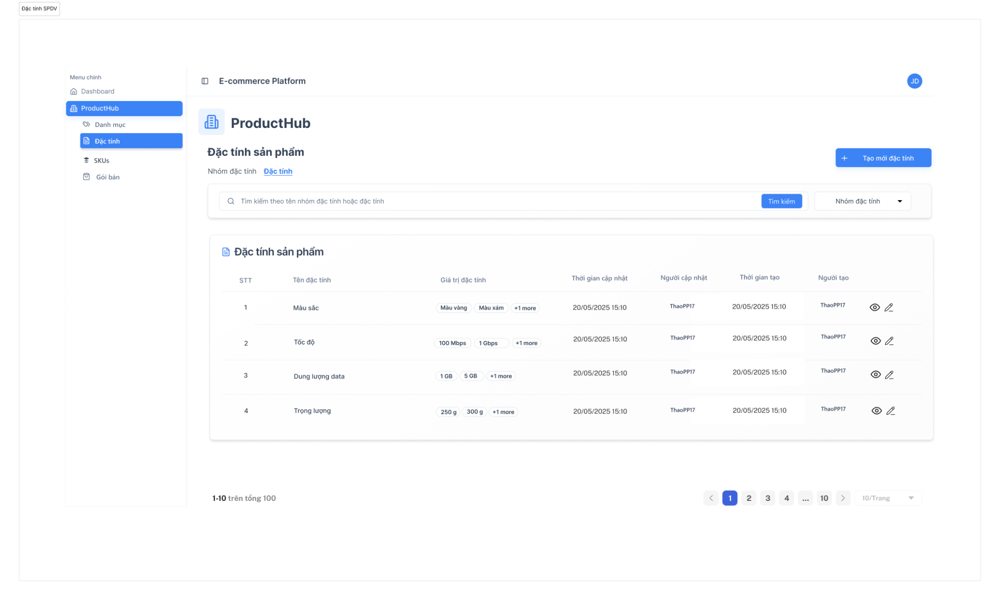 Đặc tính SPDV
Menu chính
Dashboard
ProductHub
Danh mục
Đặc tính
SKUs
Gói bán
E-commerce Platform
JD
ProductHub
Đặc tính sản phẩm
Tạo mới đặc tính
Nhóm đặc tính Đặc tính
Tìm kiếm theo tên nhóm đặc tính hoặc đặc tính Tìm kiếm Nhóm đặc tính
Đặc tính sản phẩm
STT Tên đặc tính Giá trị đặc tính Thời gian cập nhật Người cập nhật Thời gian tạo Người tạo
1 Màu sắc Màu vàng Màu xám +1 more 20/05/2025 15:10 ThaoPP17 20/05/2025 15:10 ThaoPP17
2 Tốc độ 100 Mbps 1 Gbps +1 more 20/05/2025 15:10 ThaoPP17 20/05/2025 15:10 ThaoPP17
3 Dung lượng data 1 GB 5 GB +1 more 20/05/2025 15:10 ThaoPP17 20/05/2025 15:10 ThaoPP17
4 Trọng lượng 250 g 300 g +1 more 20/05/2025 15:10 ThaoPP17 20/05/2025 15:10 ThaoPP17
1-10 trên tổng 100 1 2 3 4 ... 10 10/Trang